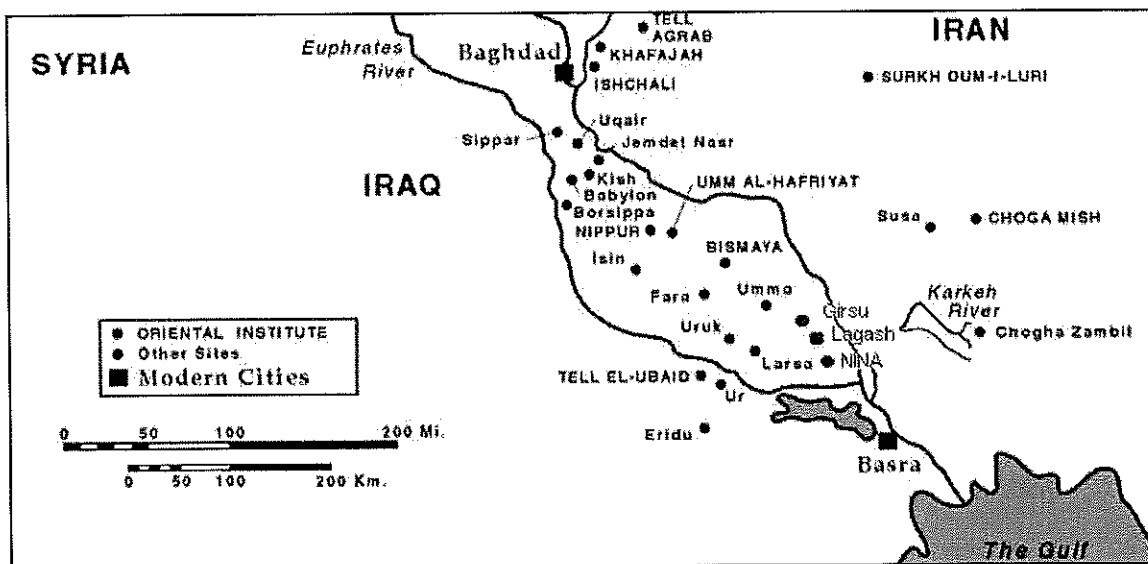 SYRIA
Euphrates
River
Baghdad
TELL
AGRAB
KHAFAJAH
ISHCHALI
IRAN
SURKH DUM-I-LURI
Sippar
Uqair
Jemdet Nasr
IRAQ
Kish
Babylon
Borsippa
NIPPUR
UMM AL-HAFRIYAT
Susa
CHOGA MISH
Isin
BISMAYA
Fara
Umma
Girsu
Lagash
NINA
Uruk
Larsa
Karkeh
River
Chogha Zambil
ORIENTAL INSTITUTE
Other Sites
Modern Cities
TELL EL-UBAID
Ur
Eridu
Basra
0 50 100 200 Mi.
0 50 100 200 Km.
The Gulf